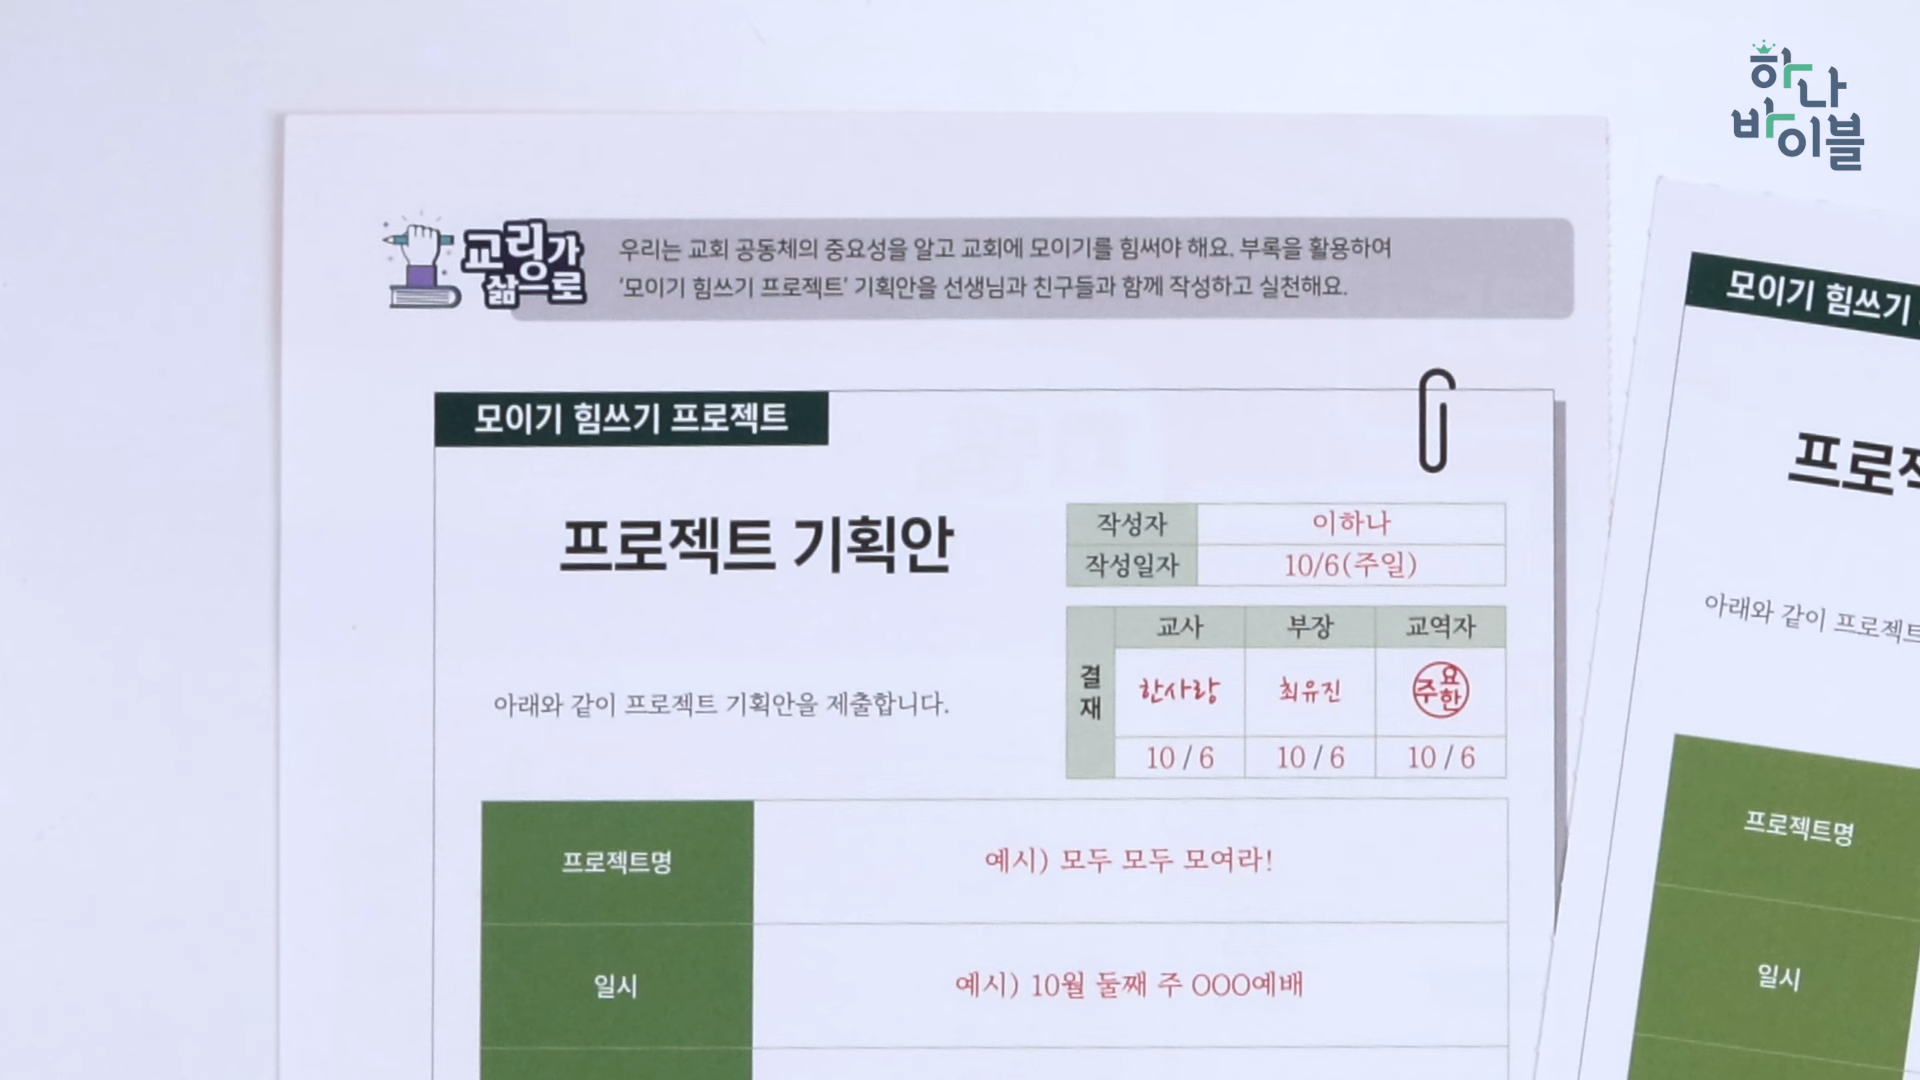 하나
바이블
교리가
삶으로
우리는 교회 공동체의 중요성을 알고 교회에 모이기를 힘써야 해요. 부록을 활용하여
‘모이기 힘쓰기 프로젝트’ 기획안을 선생님과 친구들과 함께 작성하고 실천해요.
모이기 힘쓰기 프로젝트
프로젝트 기획안
작성자 이하나
작성일자 10/6(주일)
결재
교사 부장 교역자
한사랑 최유진 주요한
10 / 6 10 / 6 10 / 6
아래와 같이 프로젝트 기획안을 제출합니다.
프로젝트명 예시) 모두 모두 모여라!
일시 예시) 10월 둘째 주 OOO예배
모이기 힘쓰기
아래와 같이 프로젝트
프로젝트명
일시